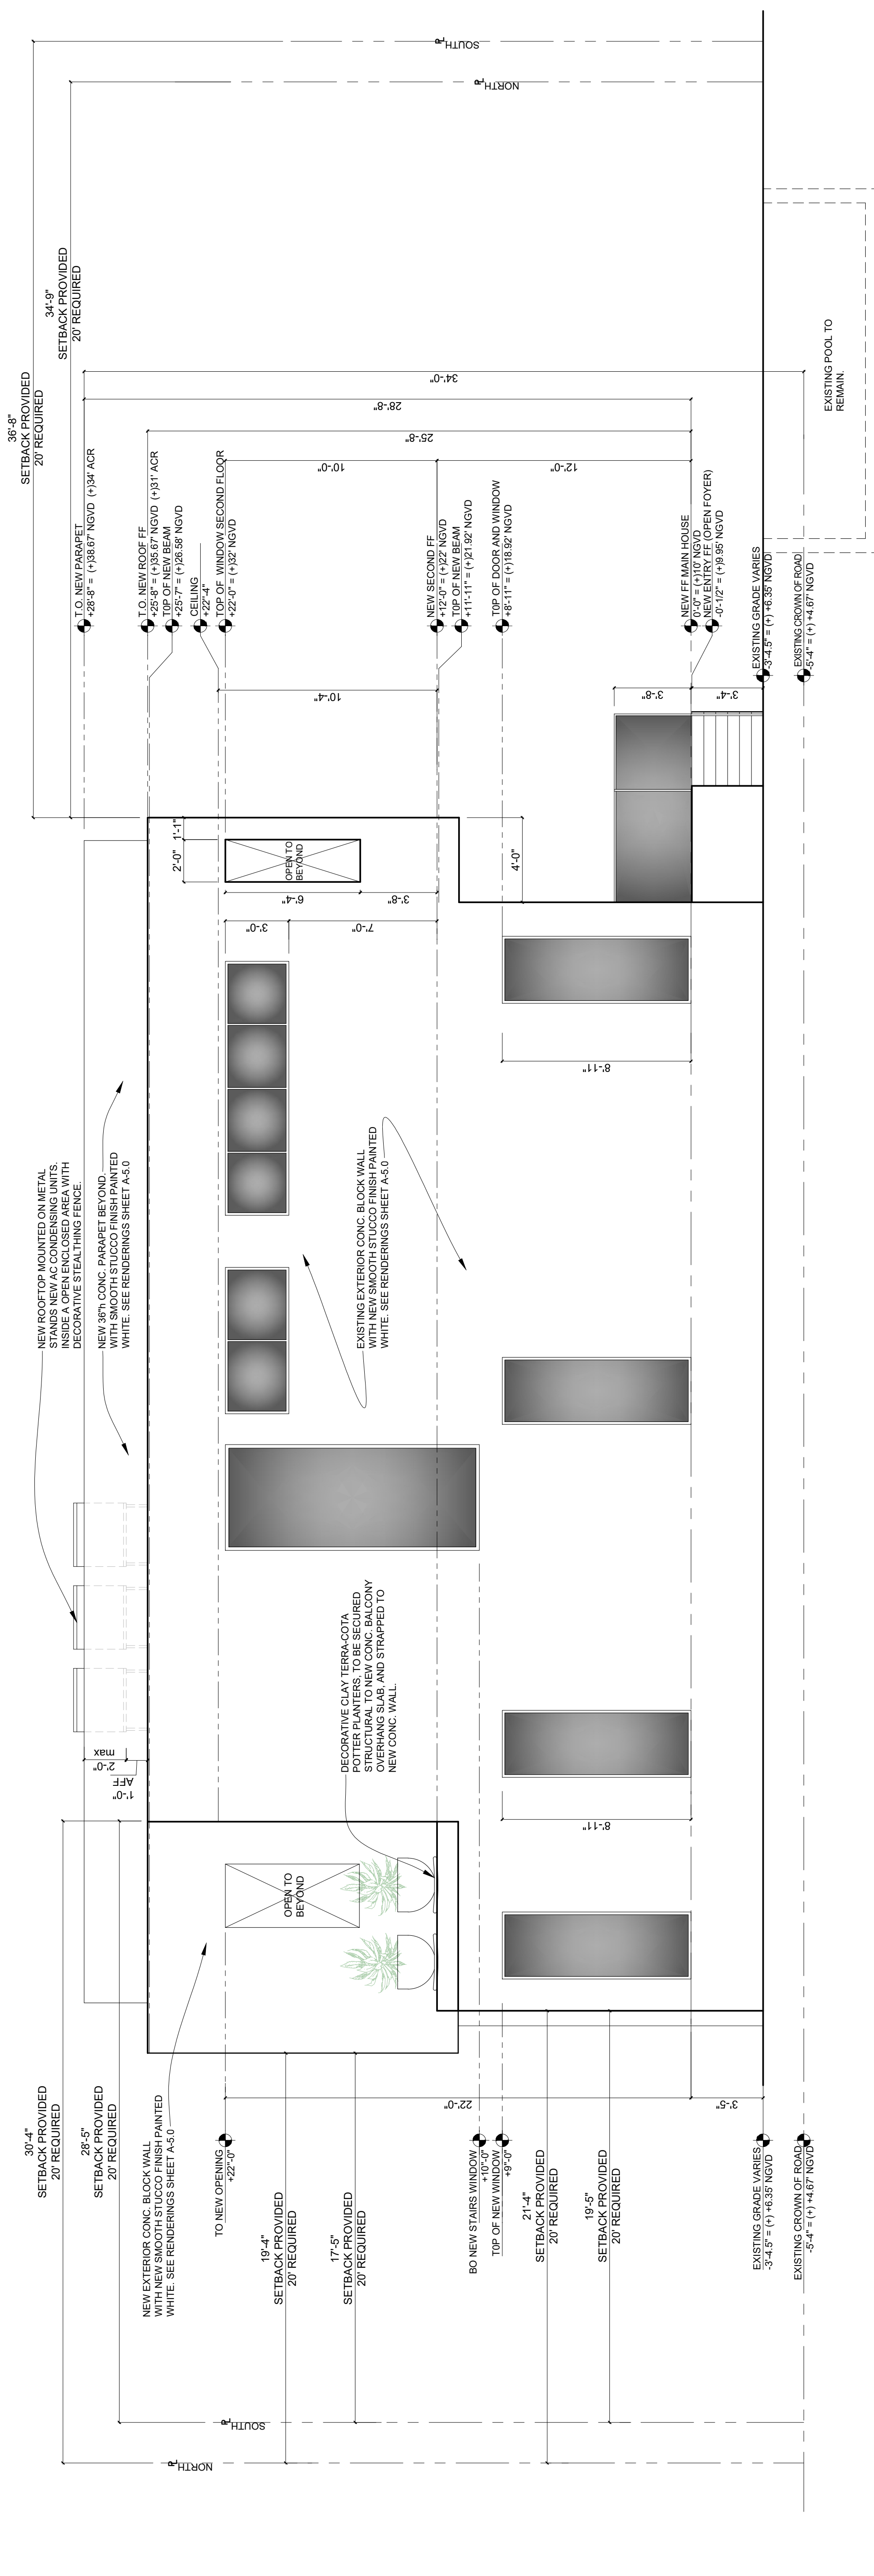 36'-8"
SETBACK PROVIDED
20' REQUIRED
34'-9"
SETBACK PROVIDED
20' REQUIRED
PL
SOUTH
PL
NORTH
34'-0"
28'-8"
25'-8"
10'-0"
12'-0"
T.O. NEW PARAPET
+28'-8" = (+)38.67' NGVD (+)34' ACR
T.O. NEW ROOF FF
+25'-8" = (+)35.67' NGVD (+)31' ACR
TOP OF NEW BEAM
+25'-7" = (+)26.58' NGVD
CEILING
+22'-4"
TOP OF WINDOW SECOND FLOOR
+22'-0" = (+)32' NGVD
NEW SECOND FF
+12'-0" = (+)22' NGVD
TOP OF NEW BEAM
+11'-11" = (+)21.92' NGVD
TOP OF DOOR AND WINDOW
+8'-11" = (+)18.92' NGVD
NEW FF MAIN HOUSE
0'-0" = (+)10' NGVD
NEW ENTRY FF (OPEN FOYER)
-0'-1/2" = (+)9.95' NGVD
EXISTING GRADE VARIES
-3'-4.5" = (+) +6.35' NGVD
EXISTING CROWN OF ROAD
-5'-4" = (+) +4.67' NGVD
EXISTING POOL TO
REMAIN.
10'-4"
3'-8"
3'-4"
1'-1"
2'-0"
OPEN TO
BEYOND
6'-4"
3'-8"
4'-0"
3'-0"
7'-0"
8'-11"
NEW ROOFTOP MOUNTED ON METAL
STANDS NEW AC CONDENSING UNITS.
INSIDE A OPEN ENCLOSED AREA WITH
DECORATIVE STEALTHING FENCE.
NEW 36"h CONC. PARAPET BEYOND.
WITH SMOOTH STUCCO FINISH PAINTED
WHITE. SEE RENDERINGS SHEET A-5.0
EXISTING EXTERIOR CONC. BLOCK WALL
WITH NEW SMOOTH STUCCO FINISH PAINTED
WHITE. SEE RENDERINGS SHEET A-5.0
DECORATIVE CLAY TERRA-COTA
POTTER PLANTERS, TO BE SECURED
STRUCTURAL TO NEW CONC. BALCONY
OVERHANG SLAB, AND STRAPPED TO
NEW CONC. WALL.
2'-0"
max
1'-0"
AFF
8'-11"
OPEN TO
BEYOND
30'-4"
SETBACK PROVIDED
20' REQUIRED
28'-5"
SETBACK PROVIDED
20' REQUIRED
NEW EXTERIOR CONC. BLOCK WALL
WITH NEW SMOOTH STUCCO FINISH PAINTED
WHITE. SEE RENDERINGS SHEET A-5.0
22'-0"
3'-5"
TO NEW OPENING
+22"-0"
19'-4"
SETBACK PROVIDED
20' REQUIRED
17'-5"
SETBACK PROVIDED
20' REQUIRED
BO NEW STAIRS WINDOW
+10"-0"
TOP OF NEW WINDOW
+9"-0"
21'-4"
SETBACK PROVIDED
20' REQUIRED
19'-5"
SETBACK PROVIDED
20' REQUIRED
EXISTING GRADE VARIES
-3'-4.5" = (+) +6.35' NGVD
EXISTING CROWN OF ROAD
-5'-4" = (+) +4.67' NGVD
PL
SOUTH
PL
NORTH